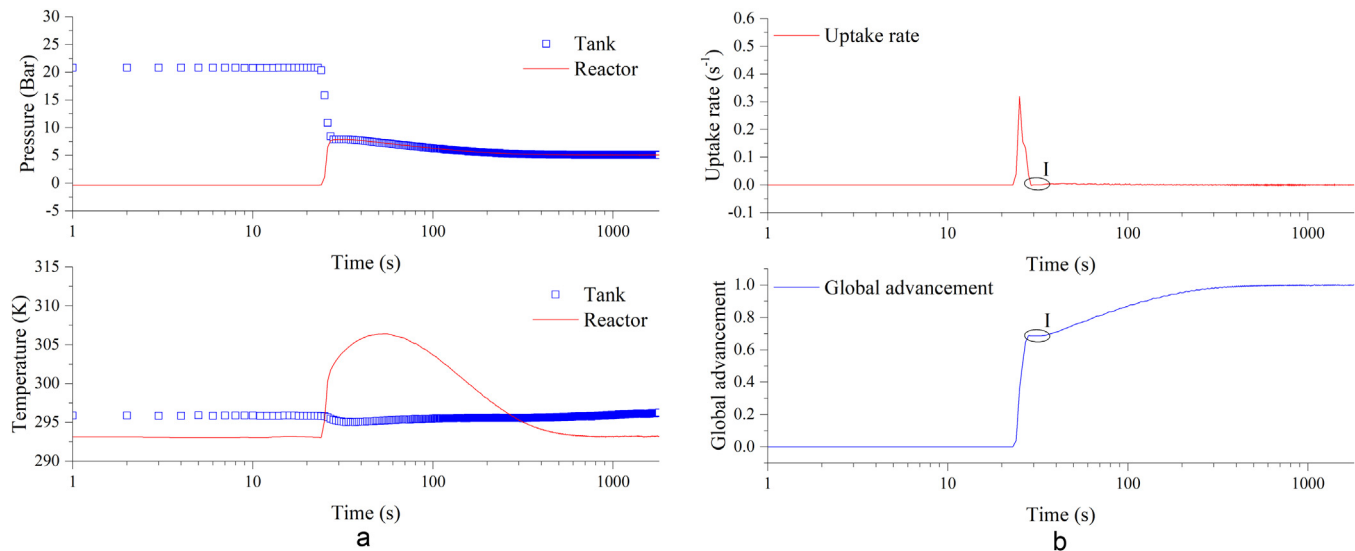 30
25
20
15
10
5
0
-5
Pressure (Bar)
Tank
Reactor
1
10
100
1000
Time (s)
315
310
305
300
295
290
Temperature (K)
Tank
Reactor
1
10
100
1000
Time (s)
a
0.6
0.5
0.4
0.3
0.2
0.1
0.0
-0.1
Uptake rate (s⁻¹)
Uptake rate
I
1
10
100
1000
Time (s)
1.0
0.8
0.6
0.4
0.2
0.0
Global advancement
Global advancement
I
1
10
100
1000
Time (s)
b